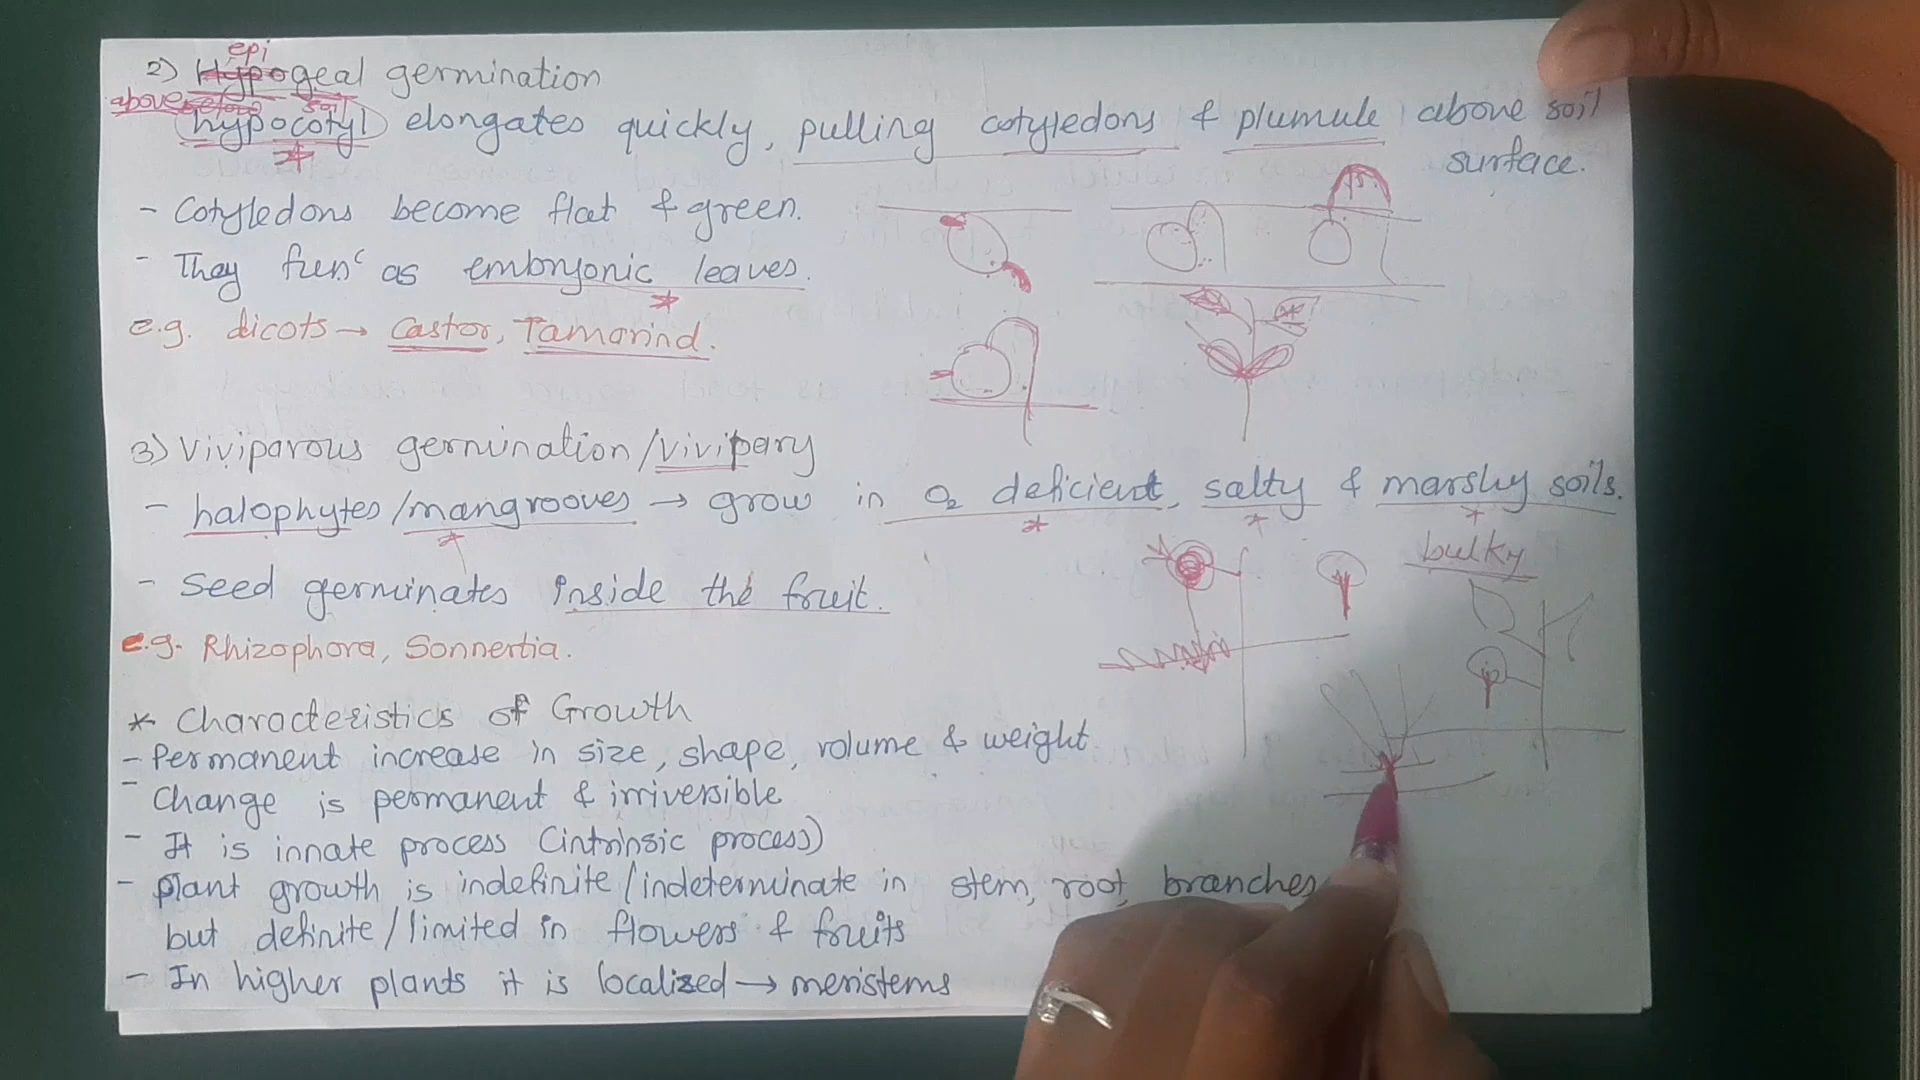 epi
2) Hypogeal germination
above below soil
hypocotyl elongates quickly, pulling cotyledons & plumule above soil
surface.
- Cotyledons become flat & green.
- They funᶜ as embryonic leaves.
e.g. dicots → Castor, Tamarind.
3) Viviparous germination/vivipary
- halophytes/mangrooves → grow in O₂ deficient, salty & marshy soils.
bulky
- Seed germinates inside the fruit.
e.g. Rhizophora, Sonnertia.
* Characteristics of Growth
- Permanent increase in size, shape, volume & weight
- Change is permanent & irriversible
- It is innate process (intrinsic process)
- Plant growth is indefinite/indeterminate in stem, root, branches
but definite/limited in flowers & fruits
- In higher plants it is localized → meristems